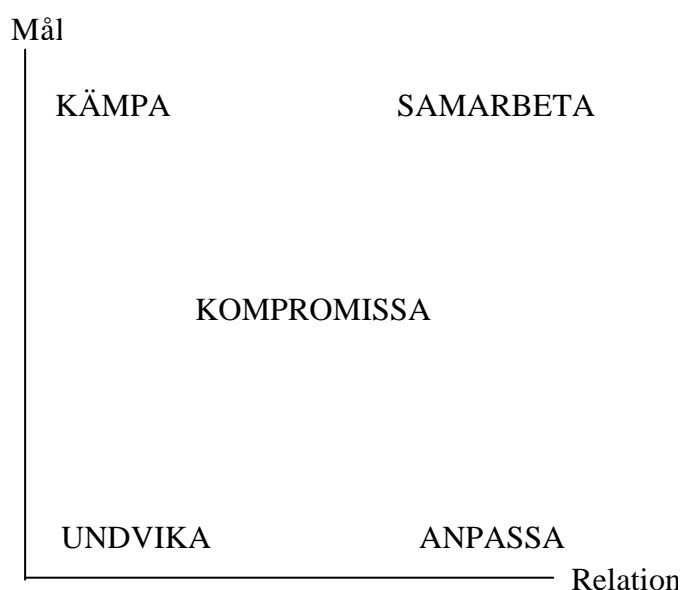 Mål
KÄMPA SAMARBETA
KOMPROMISSA
UNDVIKA ANPASSA
Relation